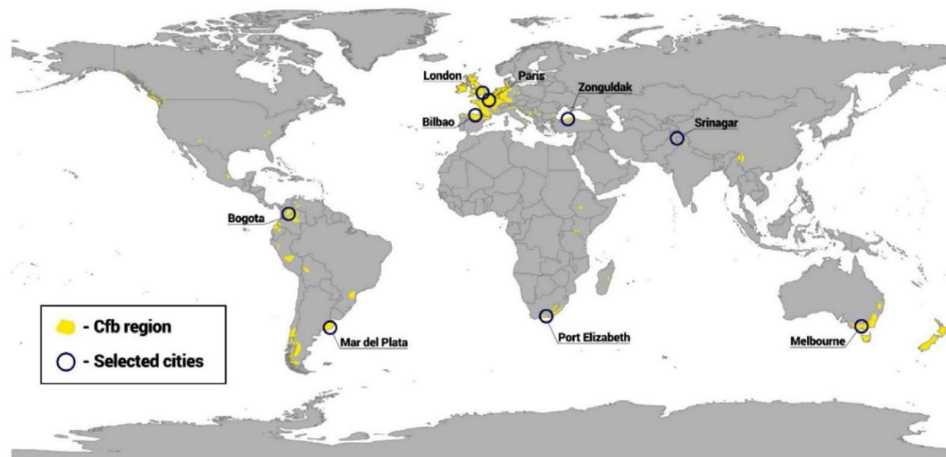 London
Paris
Zonguldak
Bilbao
Srinagar
Bogota
- Cfb region
- Selected cities
Mar del Plata
Port Elizabeth
Melbourne